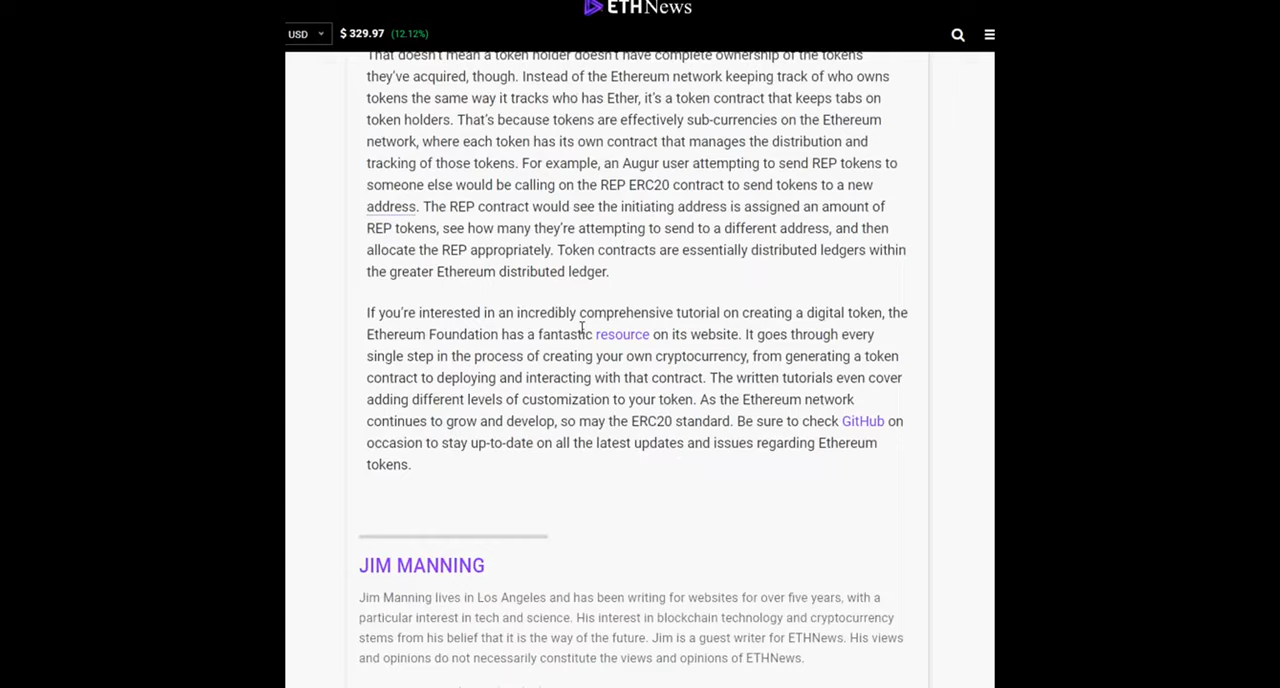 ETHNews
USD $ 329.97 (12.12%)
That doesn't mean a token holder doesn't have complete ownership of the tokens
they've acquired, though. Instead of the Ethereum network keeping track of who owns
tokens the same way it tracks who has Ether, it's a token contract that keeps tabs on
token holders. That's because tokens are effectively sub-currencies on the Ethereum
network, where each token has its own contract that manages the distribution and
tracking of those tokens. For example, an Augur user attempting to send REP tokens to
someone else would be calling on the REP ERC20 contract to send tokens to a new
address. The REP contract would see the initiating address is assigned an amount of
REP tokens, see how many they're attempting to send to a different address, and then
allocate the REP appropriately. Token contracts are essentially distributed ledgers within
the greater Ethereum distributed ledger.
If you're interested in an incredibly comprehensive tutorial on creating a digital token, the
Ethereum Foundation has a fantastic resource on its website. It goes through every
single step in the process of creating your own cryptocurrency, from generating a token
contract to deploying and interacting with that contract. The written tutorials even cover
adding different levels of customization to your token. As the Ethereum network
continues to grow and develop, so may the ERC20 standard. Be sure to check GitHub on
occasion to stay up-to-date on all the latest updates and issues regarding Ethereum
tokens.
JIM MANNING
Jim Manning lives in Los Angeles and has been writing for websites for over five years, with a
particular interest in tech and science. His interest in blockchain technology and cryptocurrency
stems from his belief that it is the way of the future. Jim is a guest writer for ETHNews. His views
and opinions do not necessarily constitute the views and opinions of ETHNews.